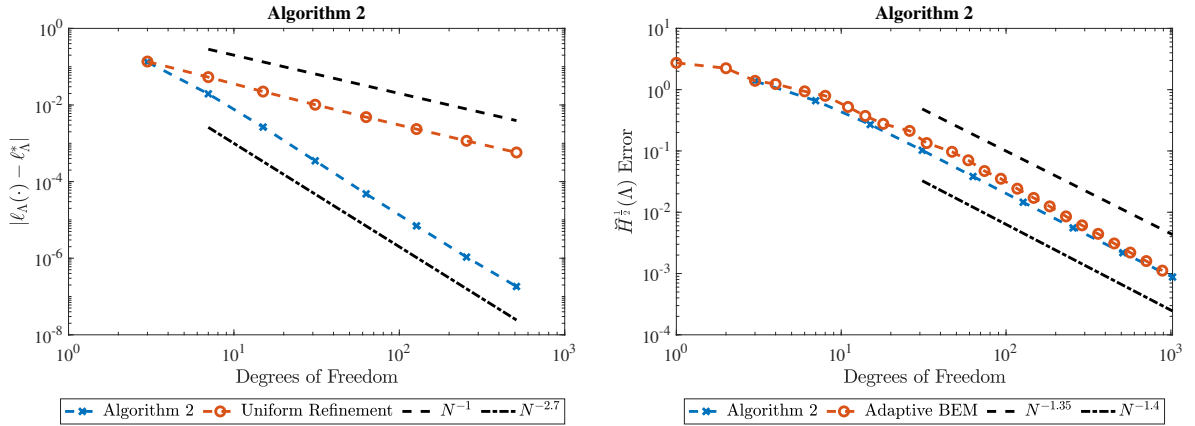 Algorithm 2
10^0
10^-2
10^-4
10^-6
10^-8
|ℓ_Λ(·) − ℓ*_Λ|
10^0 10^1 10^2 10^3
Degrees of Freedom
Algorithm 2 Uniform Refinement N^-1 N^-2.7
Algorithm 2
10^1
10^0
10^-1
10^-2
10^-3
10^-4
H̃^{1/2}(Λ) Error
10^0 10^1 10^2 10^3
Degrees of Freedom
Algorithm 2 Adaptive BEM N^-1.35 N^-1.4